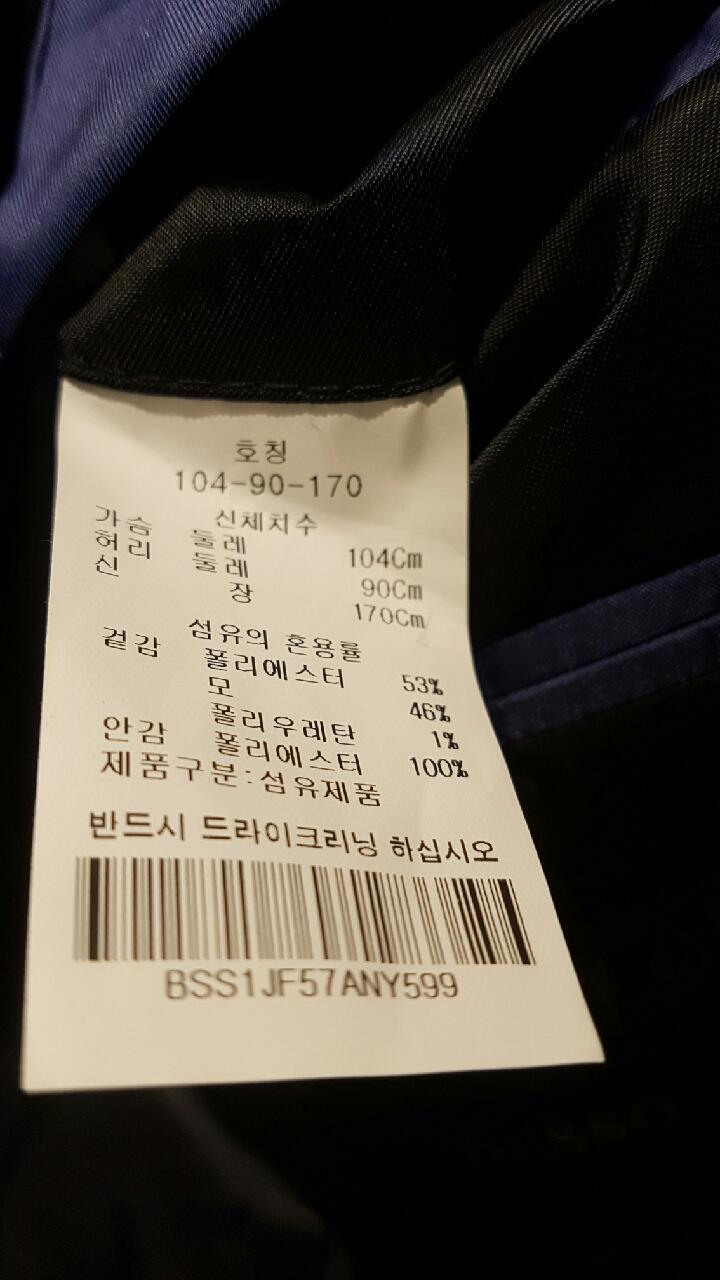 호칭
104-90-170
신체치수
가슴 둘레 104Cm
허리 둘레 90Cm
신 장 170Cm
섬유의 혼용률
겉감 폴리에스터 53%
모 46%
폴리우레탄 1%
안감 폴리에스터 100%
제품구분:섬유제품
반드시 드라이크리닝 하십시오
BSS1JF57ANY599